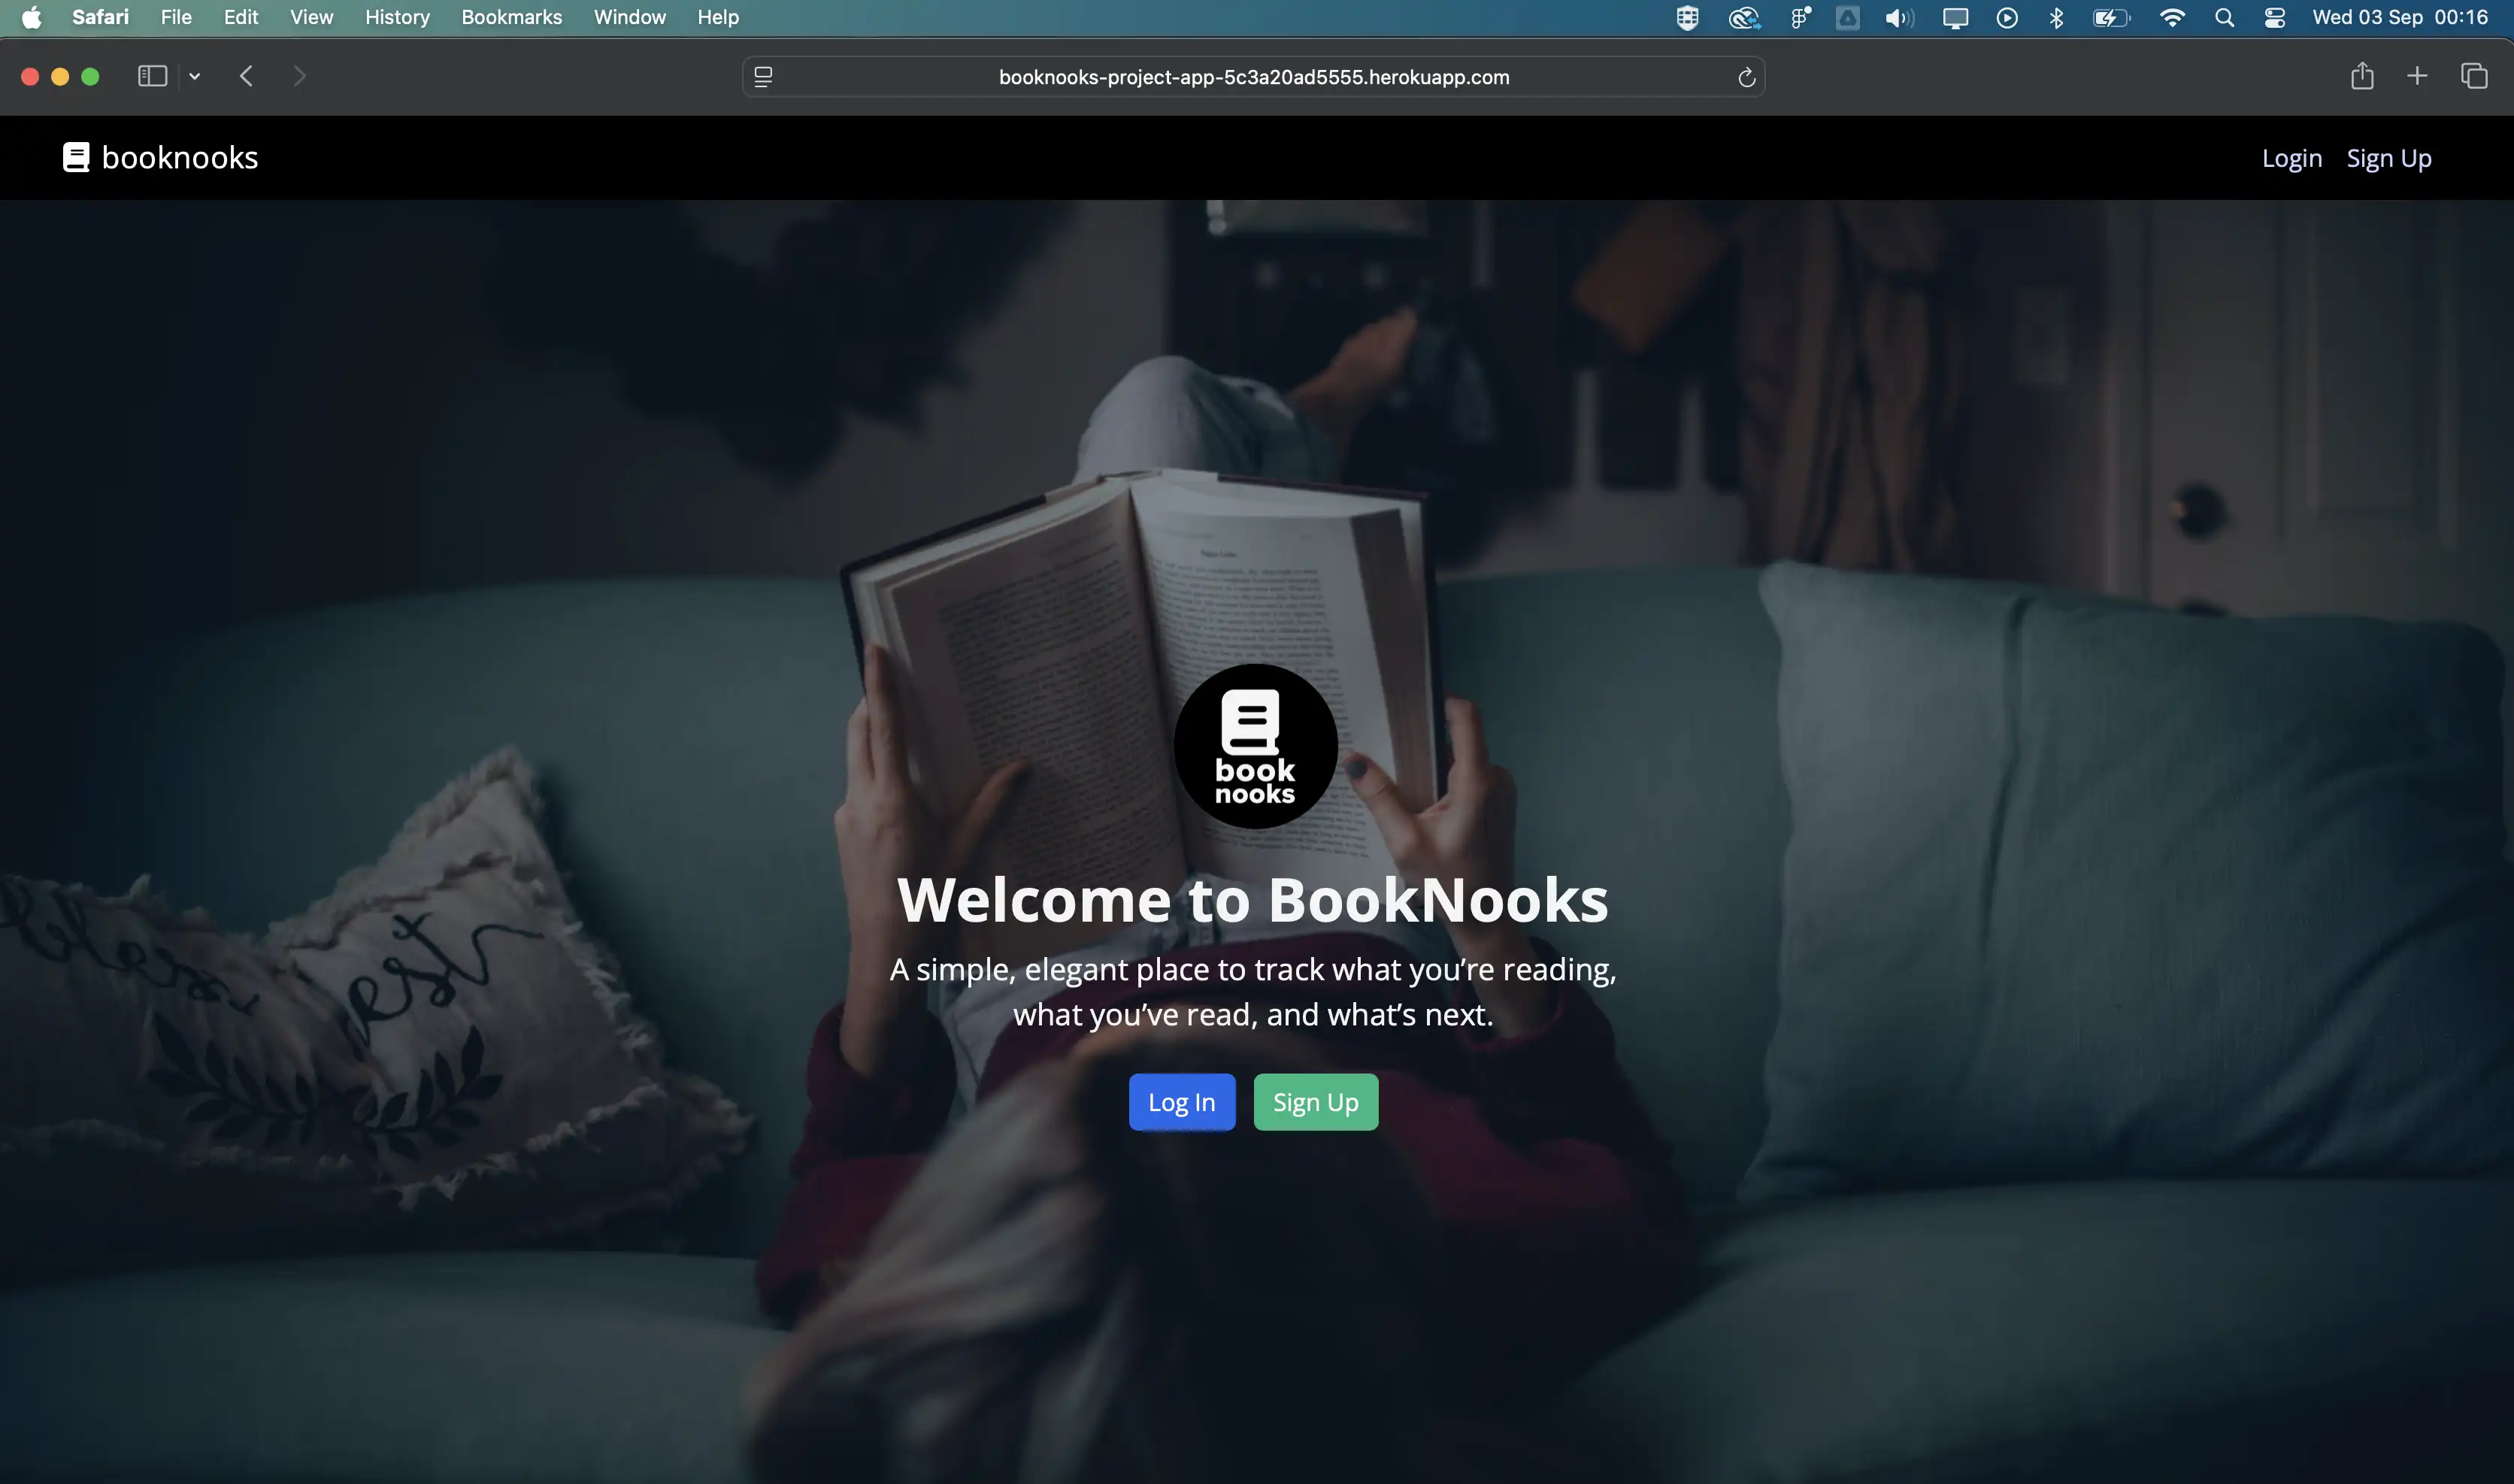 Safari File Edit View History Bookmarks Window Help Wed 03 Sep 00:16
booknooks-project-app-5c3a20ad5555.herokuapp.com
booknooks Login Sign Up
book
nooks
Welcome to BookNooks
A simple, elegant place to track what you’re reading,
what you’ve read, and what’s next.
Log In Sign Up